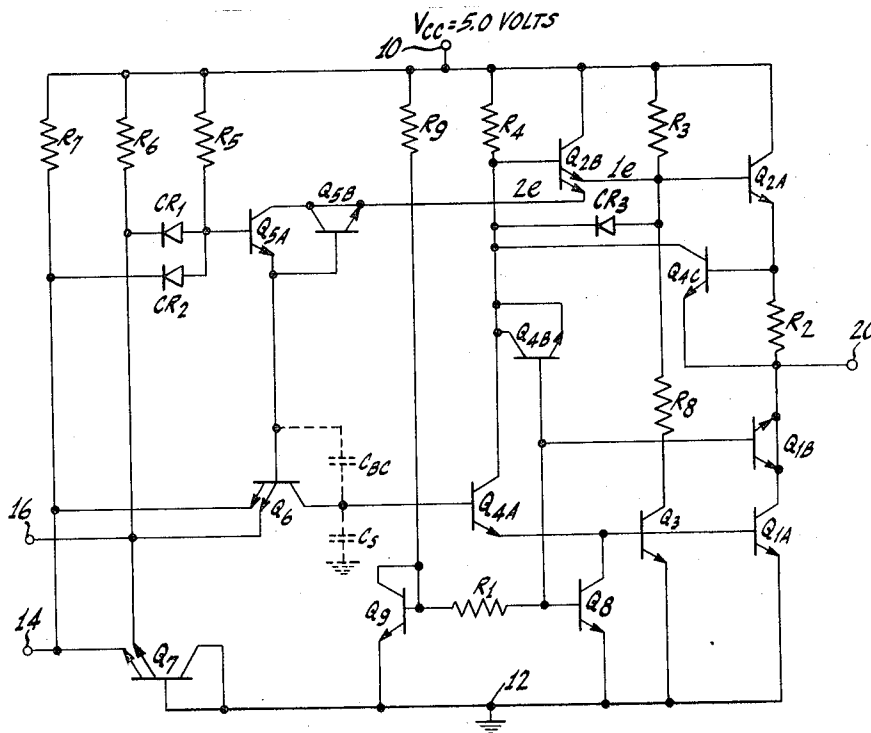 VCC=5.0 VOLTS
10
R7
R6
R5
R9
R4
R3
Q2B
1e
Q2A
Q5B
2e
CR1
Q5A
CR3
CR2
Q4C
R2
20
Q4B
R8
Q1B
CBC
Q6
Q4A
Q3
Q1A
16
CS
R1
Q9
Q8
14
Q7
12